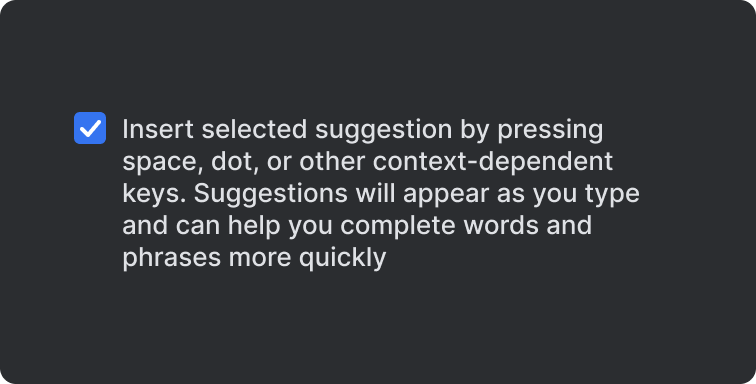 Insert selected suggestion by pressing
space, dot, or other context-dependent
keys. Suggestions will appear as you type
and can help you complete words and
phrases more quickly